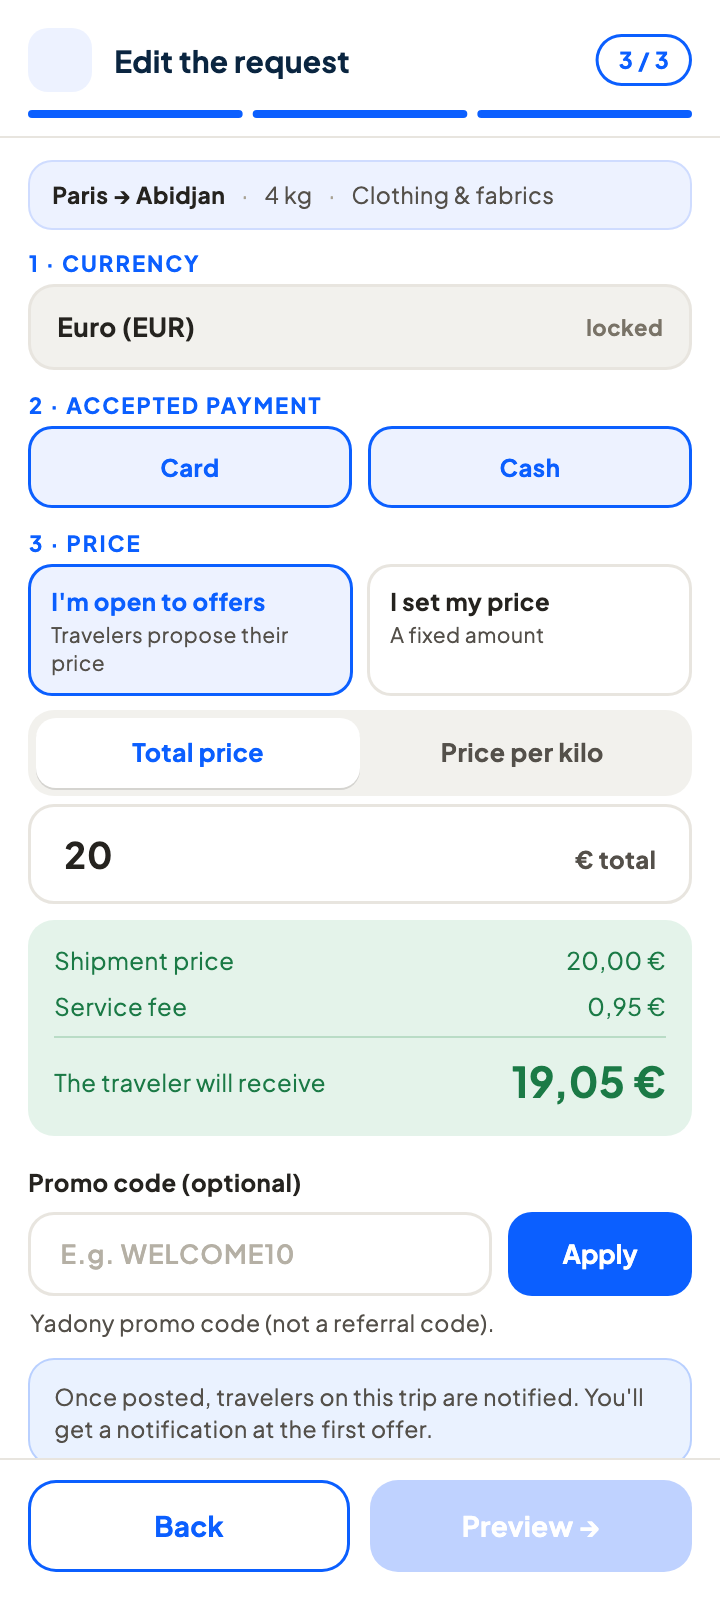 Edit the request
3 / 3
Paris → Abidjan · 4 kg · Clothing & fabrics
1 · CURRENCY
Euro (EUR)
locked
2 · ACCEPTED PAYMENT
Card
Cash
3 · PRICE
I'm open to offers
Travelers propose their
price
I set my price
A fixed amount
Total price
Price per kilo
20
€ total
Shipment price
20,00 €
Service fee
0,95 €
The traveler will receive
19,05 €
Promo code (optional)
E.g. WELCOME10
Apply
Yadony promo code (not a referral code).
Once posted, travelers on this trip are notified. You'll
get a notification at the first offer.
Back
Preview →